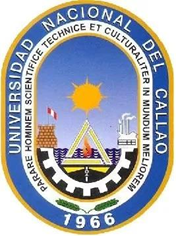 UNIVERSIDAD NACIONAL DEL CALLAO
PARARE HOMINEM SCIENTIFICE TECHNICE ET CULTURALITER IN MUNDUM MELIOREM
1966